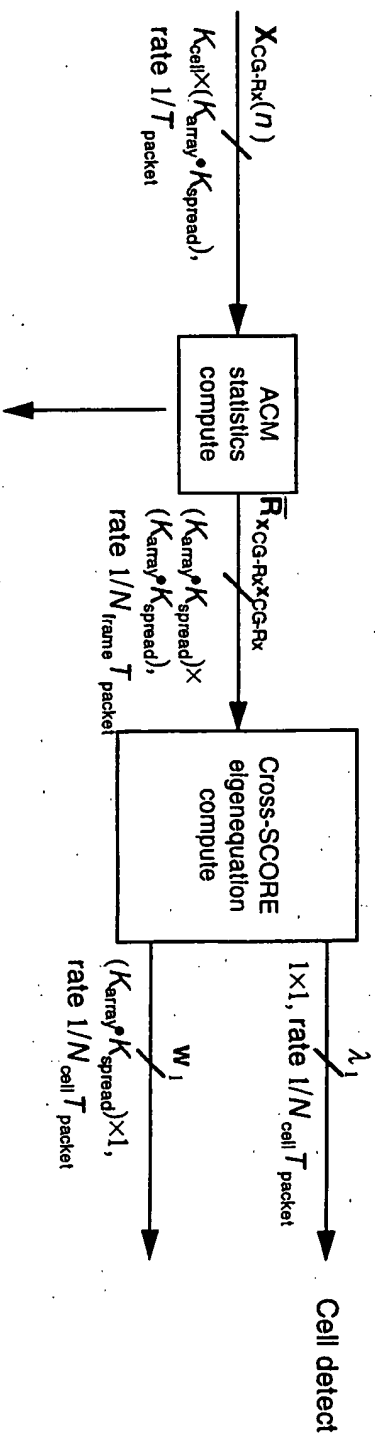 X_CG-Rx(n)
K_cell×(K_array•K_spread),
rate 1/T_packet
ACM
statistics
compute
R̅_xCG-RxxCG-Rx
(K_array•K_spread)×
(K_array•K_spread),
rate 1/N_frame T_packet
Cross-SCORE
eigenequation
compute
λ_1
1×1, rate 1/N_cell T_packet
Cell detect
w_1
(K_array•K_spread)×1,
rate 1/N_cell T_packet